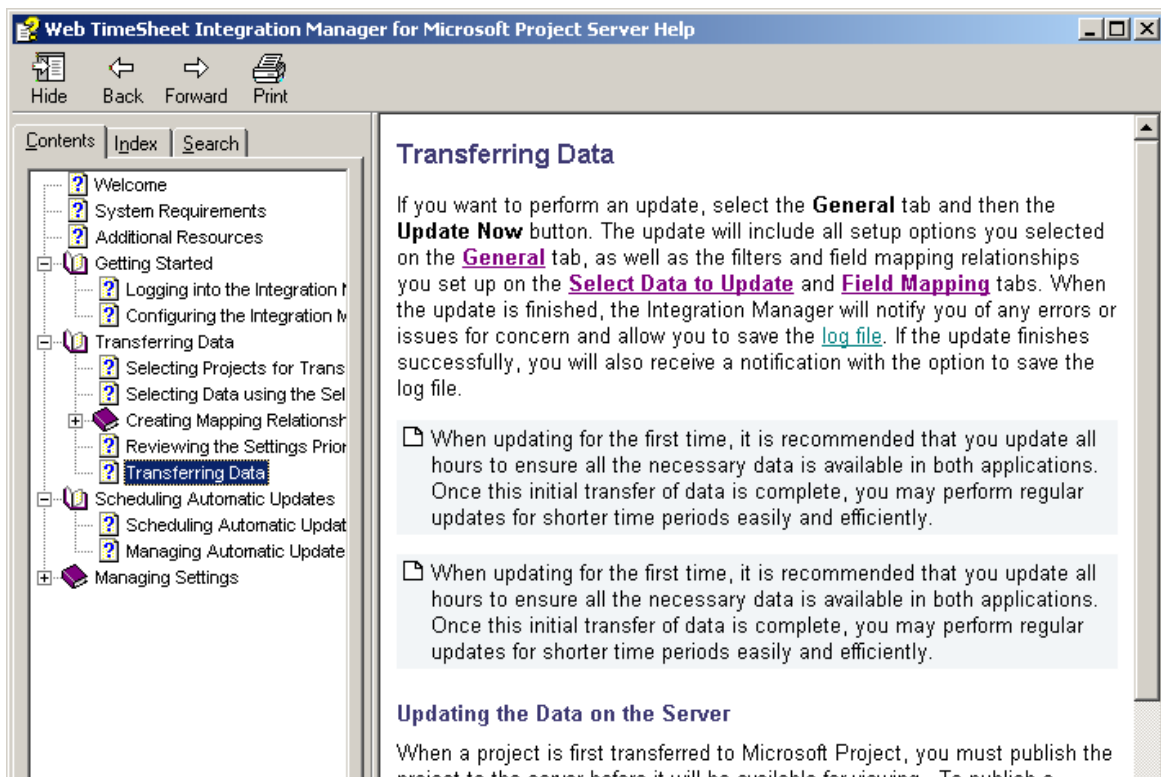 Web TimeSheet Integration Manager for Microsoft Project Server Help
Hide Back Forward Print
Contents Index Search
Welcome
System Requirements
Additional Resources
Getting Started
Logging into the Integration
Configuring the Integration
Transferring Data
Selecting Projects for Trans
Selecting Data using the Sel
Creating Mapping Relationsh
Reviewing the Settings Prior
Transferring Data
Scheduling Automatic Updates
Scheduling Automatic Updat
Managing Automatic Update
Managing Settings
Transferring Data
If you want to perform an update, select the General tab and then the
Update Now button. The update will include all setup options you selected
on the General tab, as well as the filters and field mapping relationships
you set up on the Select Data to Update and Field Mapping tabs. When
the update is finished, the Integration Manager will notify you of any errors or
issues for concern and allow you to save the log file. If the update finishes
successfully, you will also receive a notification with the option to save the
log file.
When updating for the first time, it is recommended that you update all
hours to ensure all the necessary data is available in both applications.
Once this initial transfer of data is complete, you may perform regular
updates for shorter time periods easily and efficiently.
When updating for the first time, it is recommended that you update all
hours to ensure all the necessary data is available in both applications.
Once this initial transfer of data is complete, you may perform regular
updates for shorter time periods easily and efficiently.
Updating the Data on the Server
When a project is first transferred to Microsoft Project, you must publish the
project to the server before it will be available for viewing. To publish a